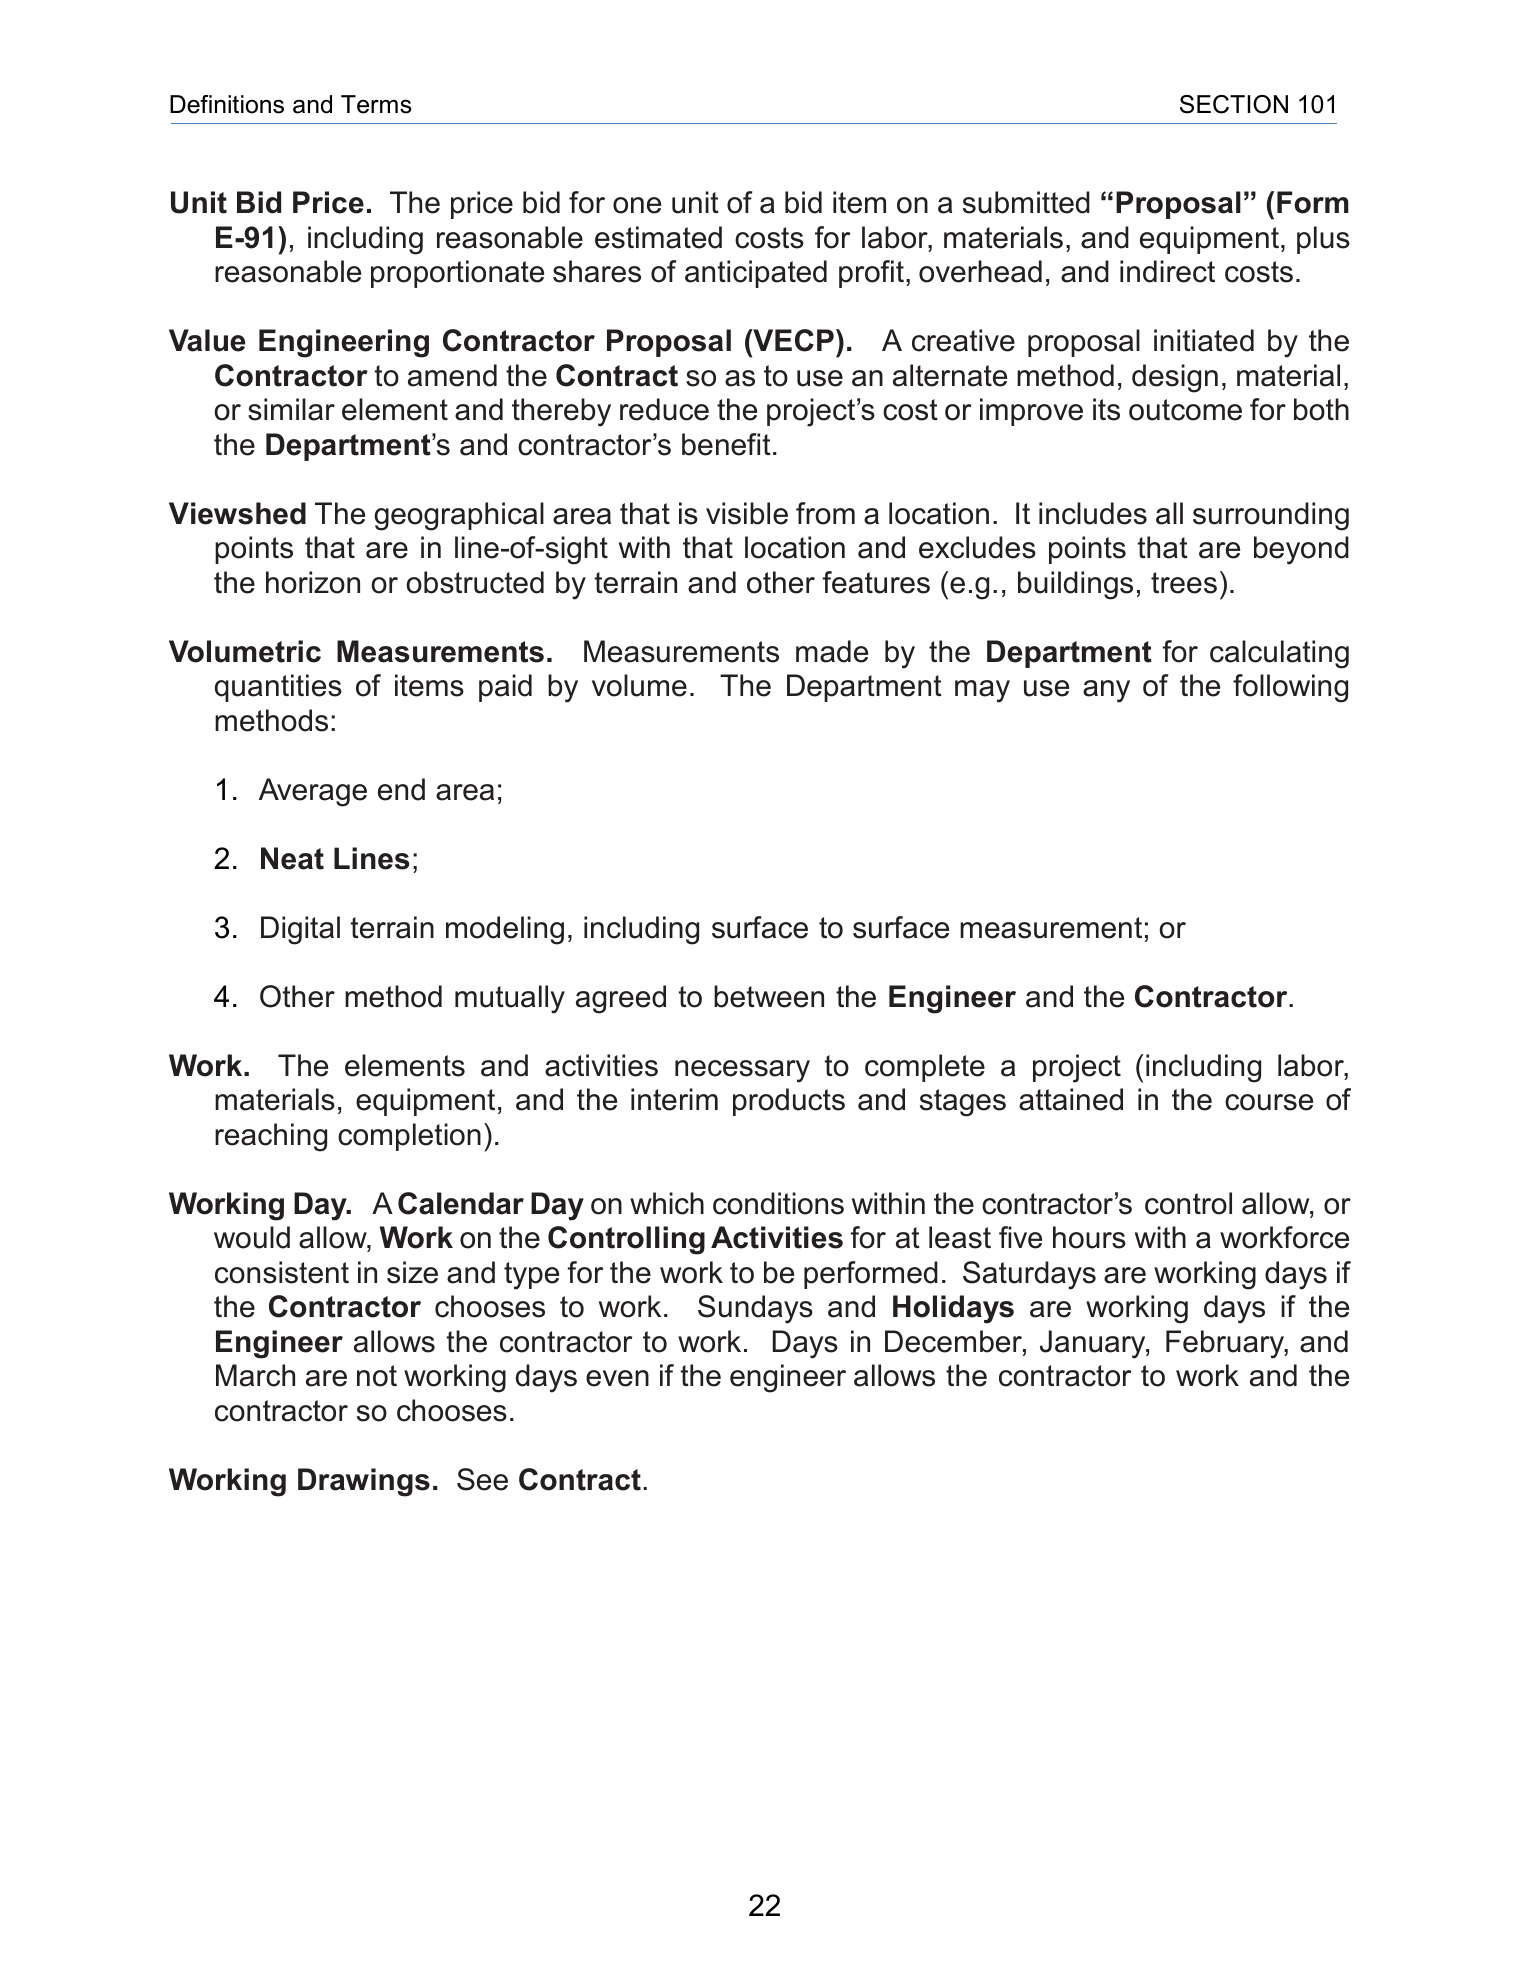 Definitions and Terms SECTION 101
Unit Bid Price. The price bid for one unit of a bid item on a submitted “Proposal” (Form
E-91), including reasonable estimated costs for labor, materials, and equipment, plus
reasonable proportionate shares of anticipated profit, overhead, and indirect costs.
Value Engineering Contractor Proposal (VECP). A creative proposal initiated by the
Contractor to amend the Contract so as to use an alternate method, design, material,
or similar element and thereby reduce the project’s cost or improve its outcome for both
the Department’s and contractor’s benefit.
Viewshed The geographical area that is visible from a location. It includes all surrounding
points that are in line-of-sight with that location and excludes points that are beyond
the horizon or obstructed by terrain and other features (e.g., buildings, trees).
Volumetric Measurements. Measurements made by the Department for calculating
quantities of items paid by volume. The Department may use any of the following
methods:
1. Average end area;
2. Neat Lines;
3. Digital terrain modeling, including surface to surface measurement; or
4. Other method mutually agreed to between the Engineer and the Contractor.
Work. The elements and activities necessary to complete a project (including labor,
materials, equipment, and the interim products and stages attained in the course of
reaching completion).
Working Day. A Calendar Day on which conditions within the contractor’s control allow, or
would allow, Work on the Controlling Activities for at least five hours with a workforce
consistent in size and type for the work to be performed. Saturdays are working days if
the Contractor chooses to work. Sundays and Holidays are working days if the
Engineer allows the contractor to work. Days in December, January, February, and
March are not working days even if the engineer allows the contractor to work and the
contractor so chooses.
Working Drawings. See Contract.
22